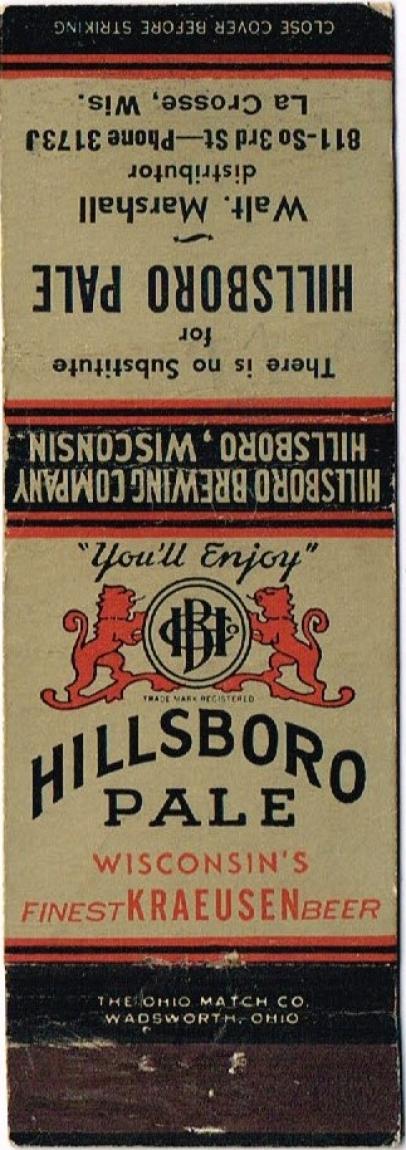 "You'll Enjoy"
HBCo
TRADE MARK REGISTERED
HILLSBORO
PALE
WISCONSIN'S
FINEST KRAEUSEN BEER
THE OHIO MATCH CO.
WADSWORTH, OHIO
HILLSBORO BREWING COMPANY
HILLSBORO, WISCONSIN.
There is no Substitute
for
HILLSBORO PALE
Walt. Marshall
distributor
811-So 3rd St—Phone 3173J
La Crosse, Wis.
CLOSE COVER BEFORE STRIKING